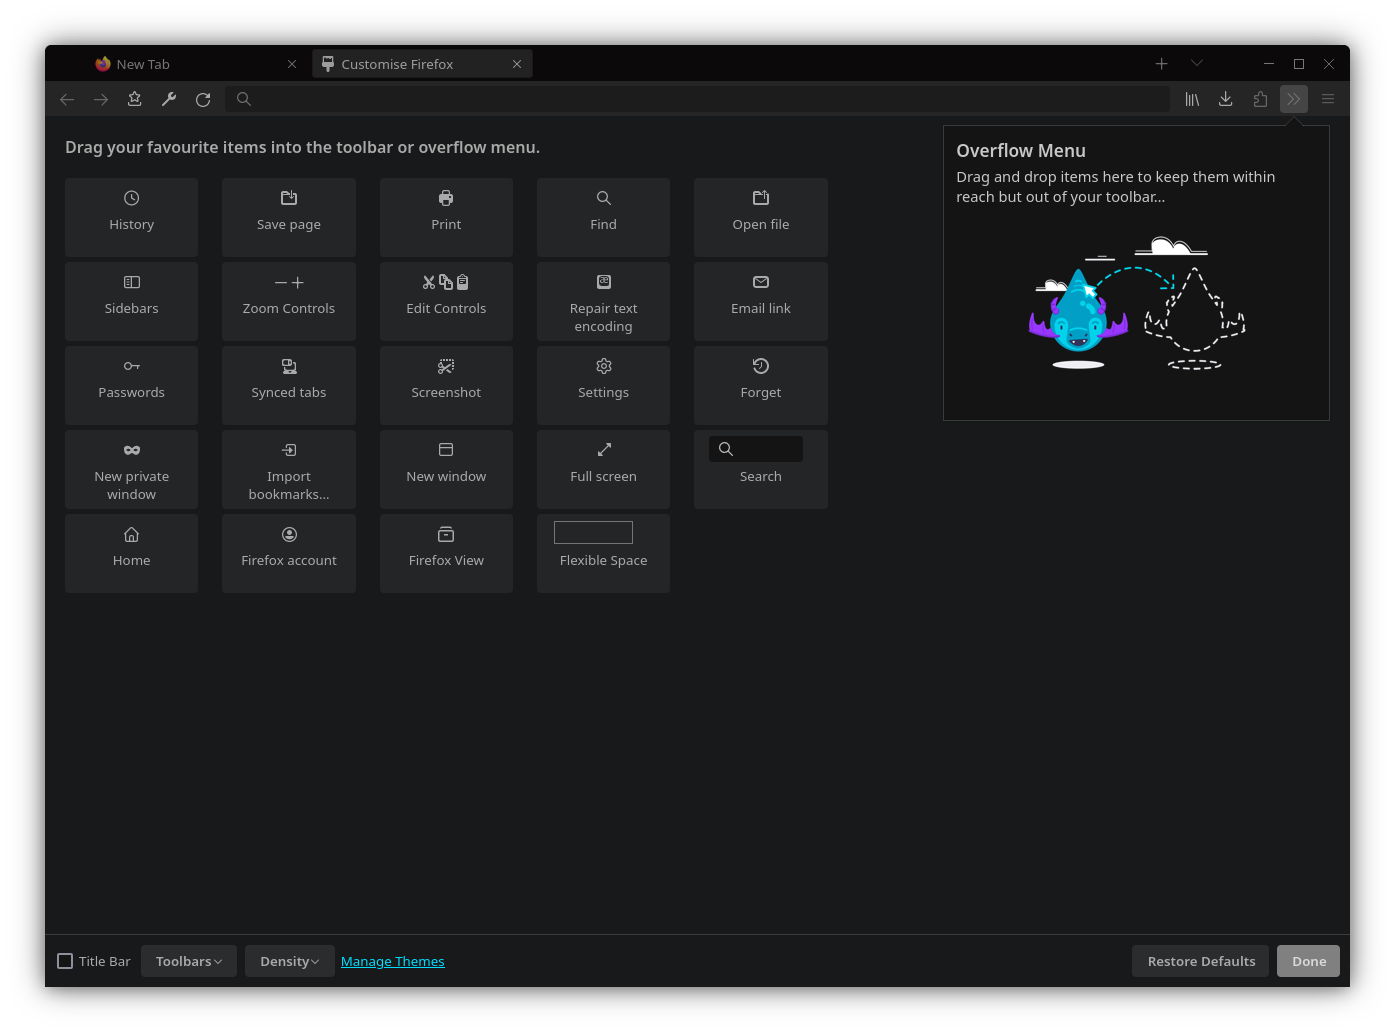 New Tab
Customise Firefox
Drag your favourite items into the toolbar or overflow menu.
History
Save page
Print
Find
Open file
Sidebars
Zoom Controls
Edit Controls
Repair text
encoding
Email link
Passwords
Synced tabs
Screenshot
Settings
Forget
New private
window
Import
bookmarks…
New window
Full screen
Search
Home
Firefox account
Firefox View
Flexible Space
Overflow Menu
Drag and drop items here to keep them within
reach but out of your toolbar…
Title Bar
Toolbars
Density
Manage Themes
Restore Defaults
Done